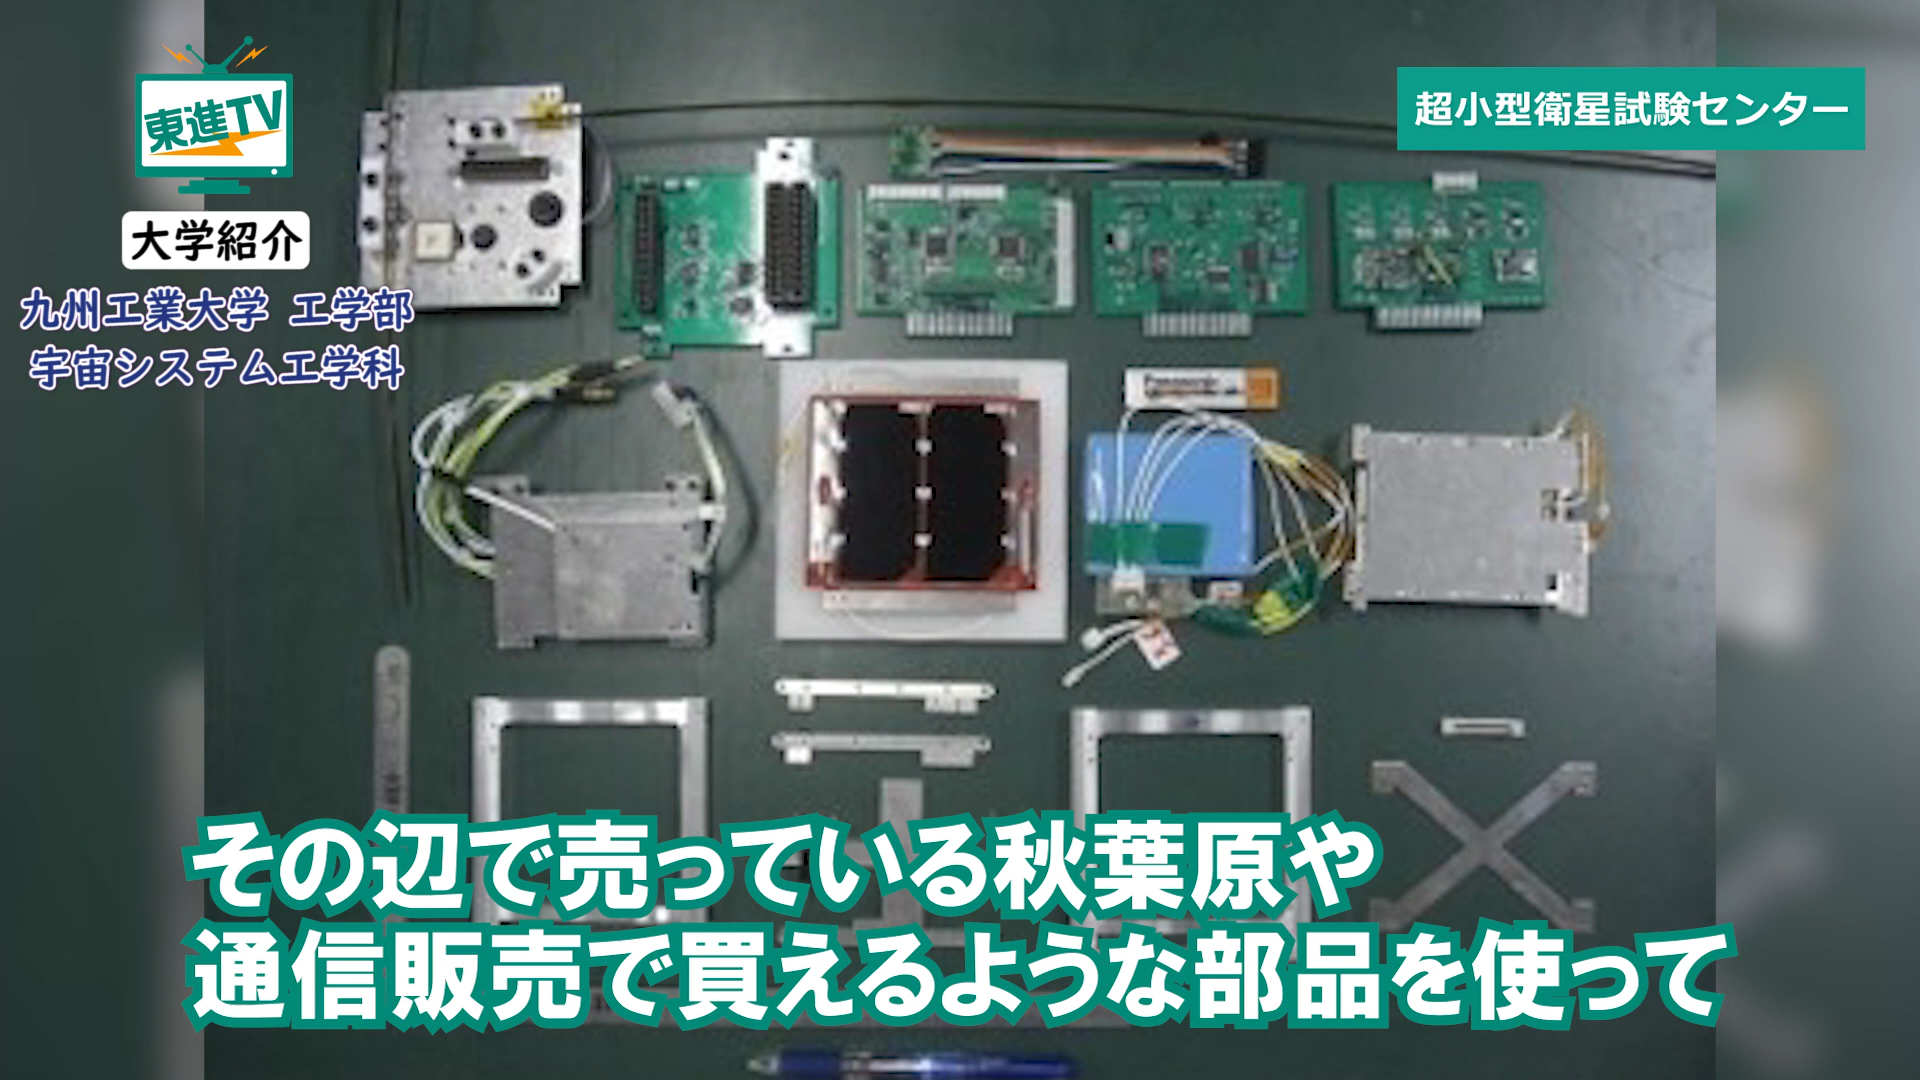 東進TV
大学紹介
九州工業大学 工学部
宇宙システム工学科
超小型衛星試験センター
Panasonic
その辺で売っている秋葉原や
通信販売で買えるような部品を使って